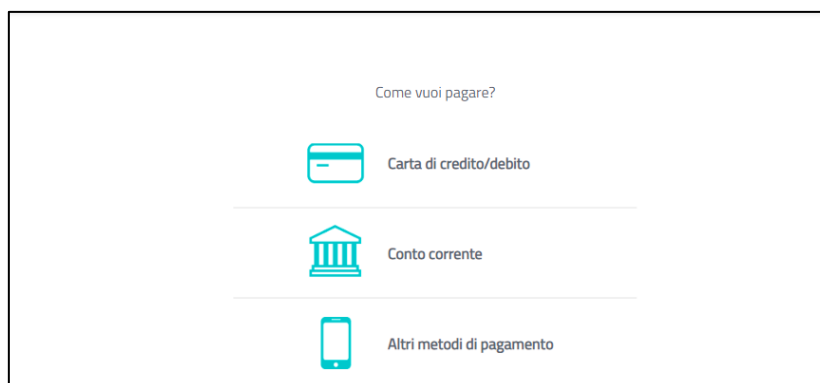 Come vuoi pagare?
Carta di credito/debito
Conto corrente
Altri metodi di pagamento